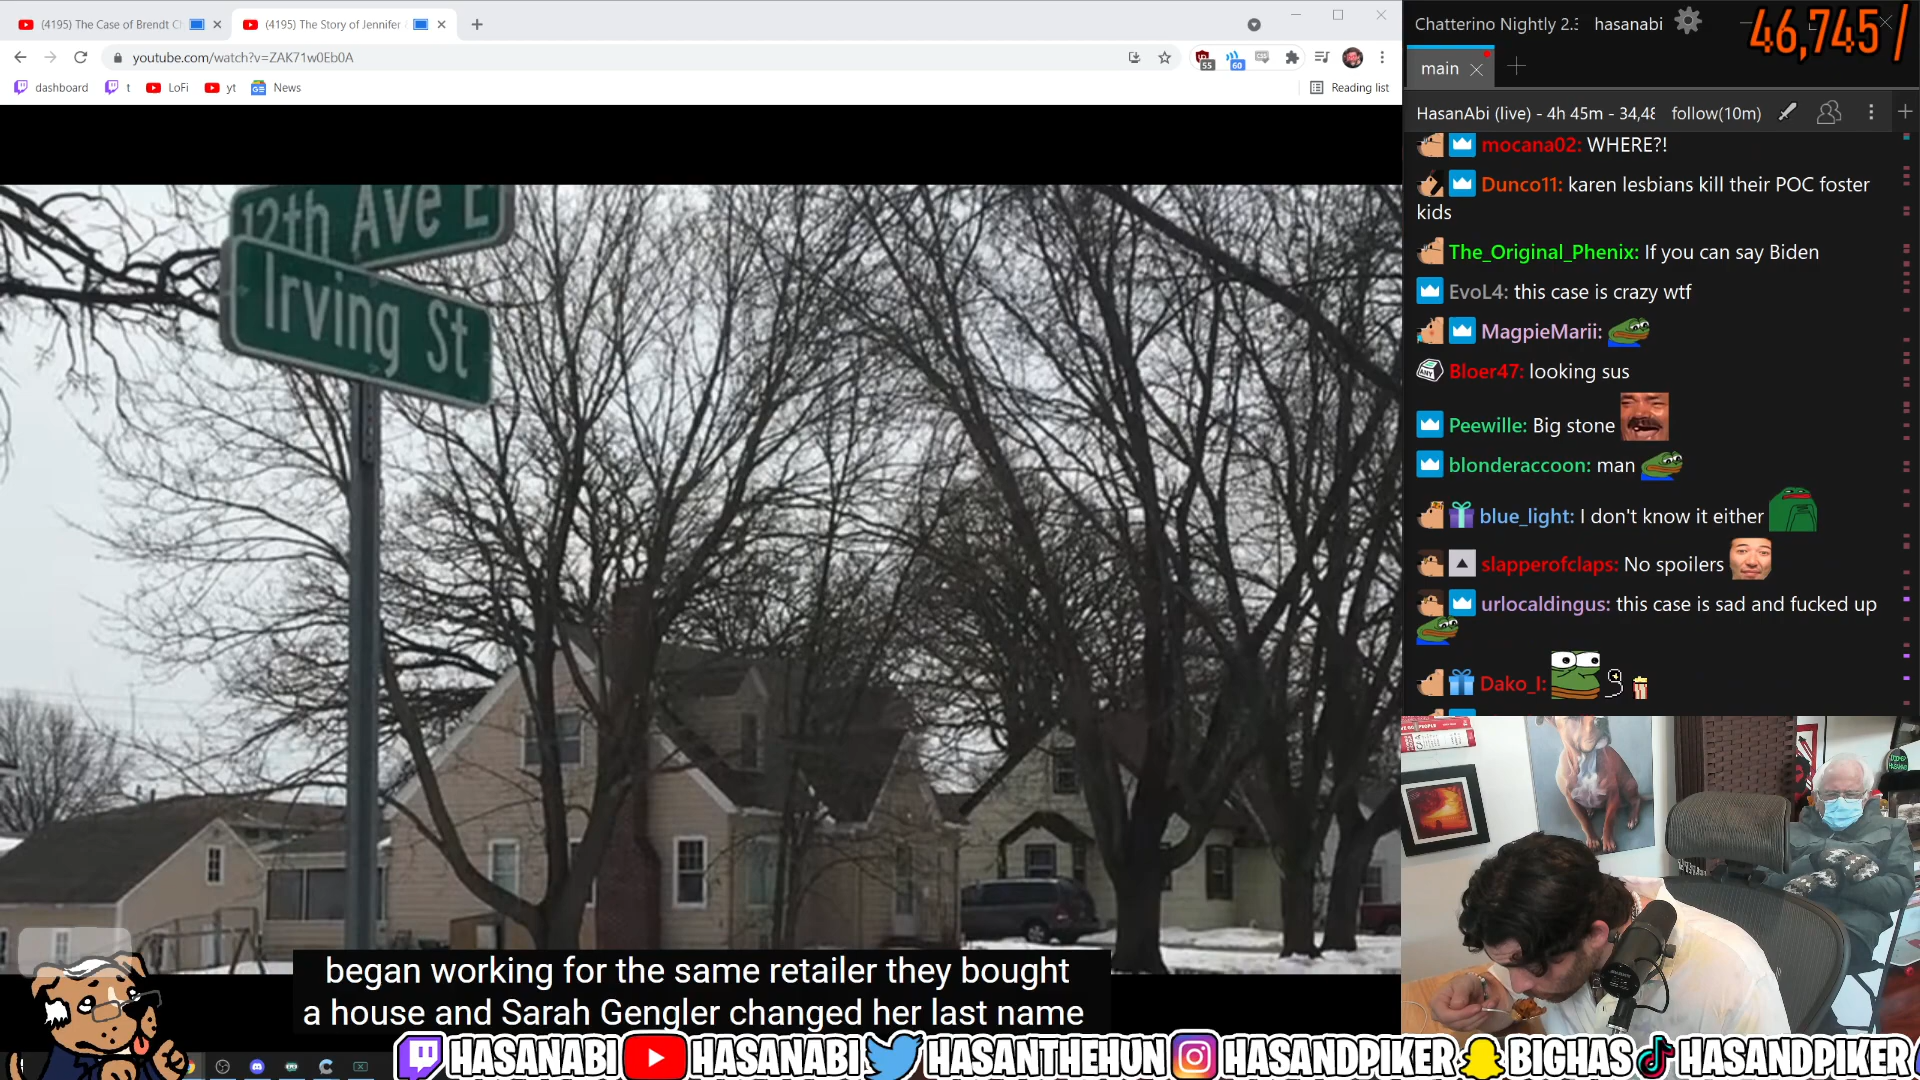 (4195) The Case of Brendt C
(4195) The Story of Jennifer
youtube.com/watch?v=ZAK71w0Eb0A
55
60
dashboard
t
LoFi
yt
News
Reading list
12th Ave E
Irving St
began working for the same retailer they bought
a house and Sarah Gengler changed her last name
Chatterino Nightly 2.
hasanabi
46,745 /
main
HasanAbi (live) - 4h 45m - 34,48
follow(10m)
mocana02: WHERE?!
Dunco11: karen lesbians kill their POC foster
kids
The_Original_Phenix: If you can say Biden
EvoL4: this case is crazy wtf
MagpieMarii:
Bloer47: looking sus
Peewille: Big stone
blonderaccoon: man
blue_light: I don't know it either
slapperofclaps: No spoilers
urlocaldingus: this case is sad and fucked up
Dako_I:
HASANABI
HASANABI
HASANTHEHUN
HASANDPIKER
BIGHAS
HASANDPIKER